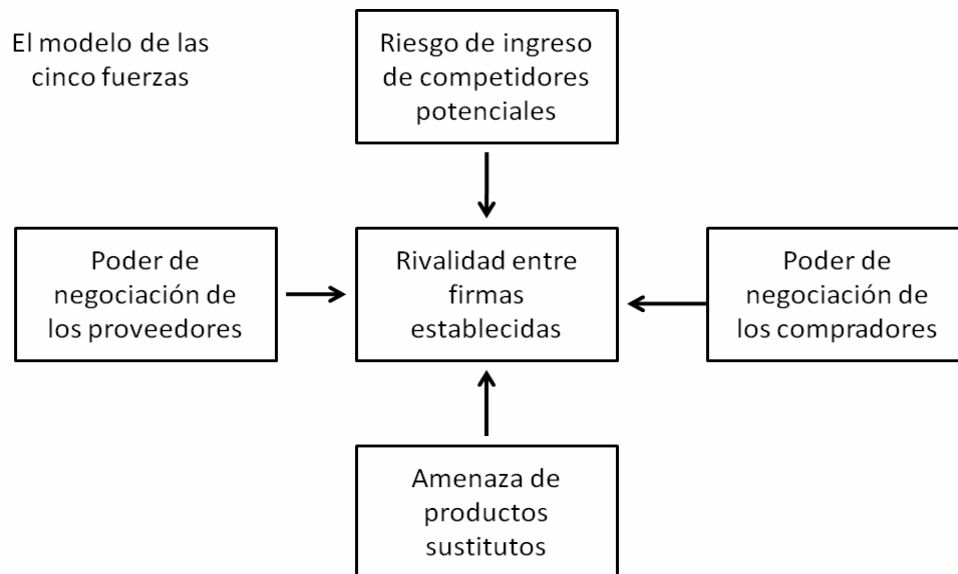 El modelo de las
cinco fuerzas
Riesgo de ingreso
de competidores
potenciales
Poder de
negociación de
los proveedores
Rivalidad entre
firmas
establecidas
Poder de
negociación de
los compradores
Amenaza de
productos
sustitutos